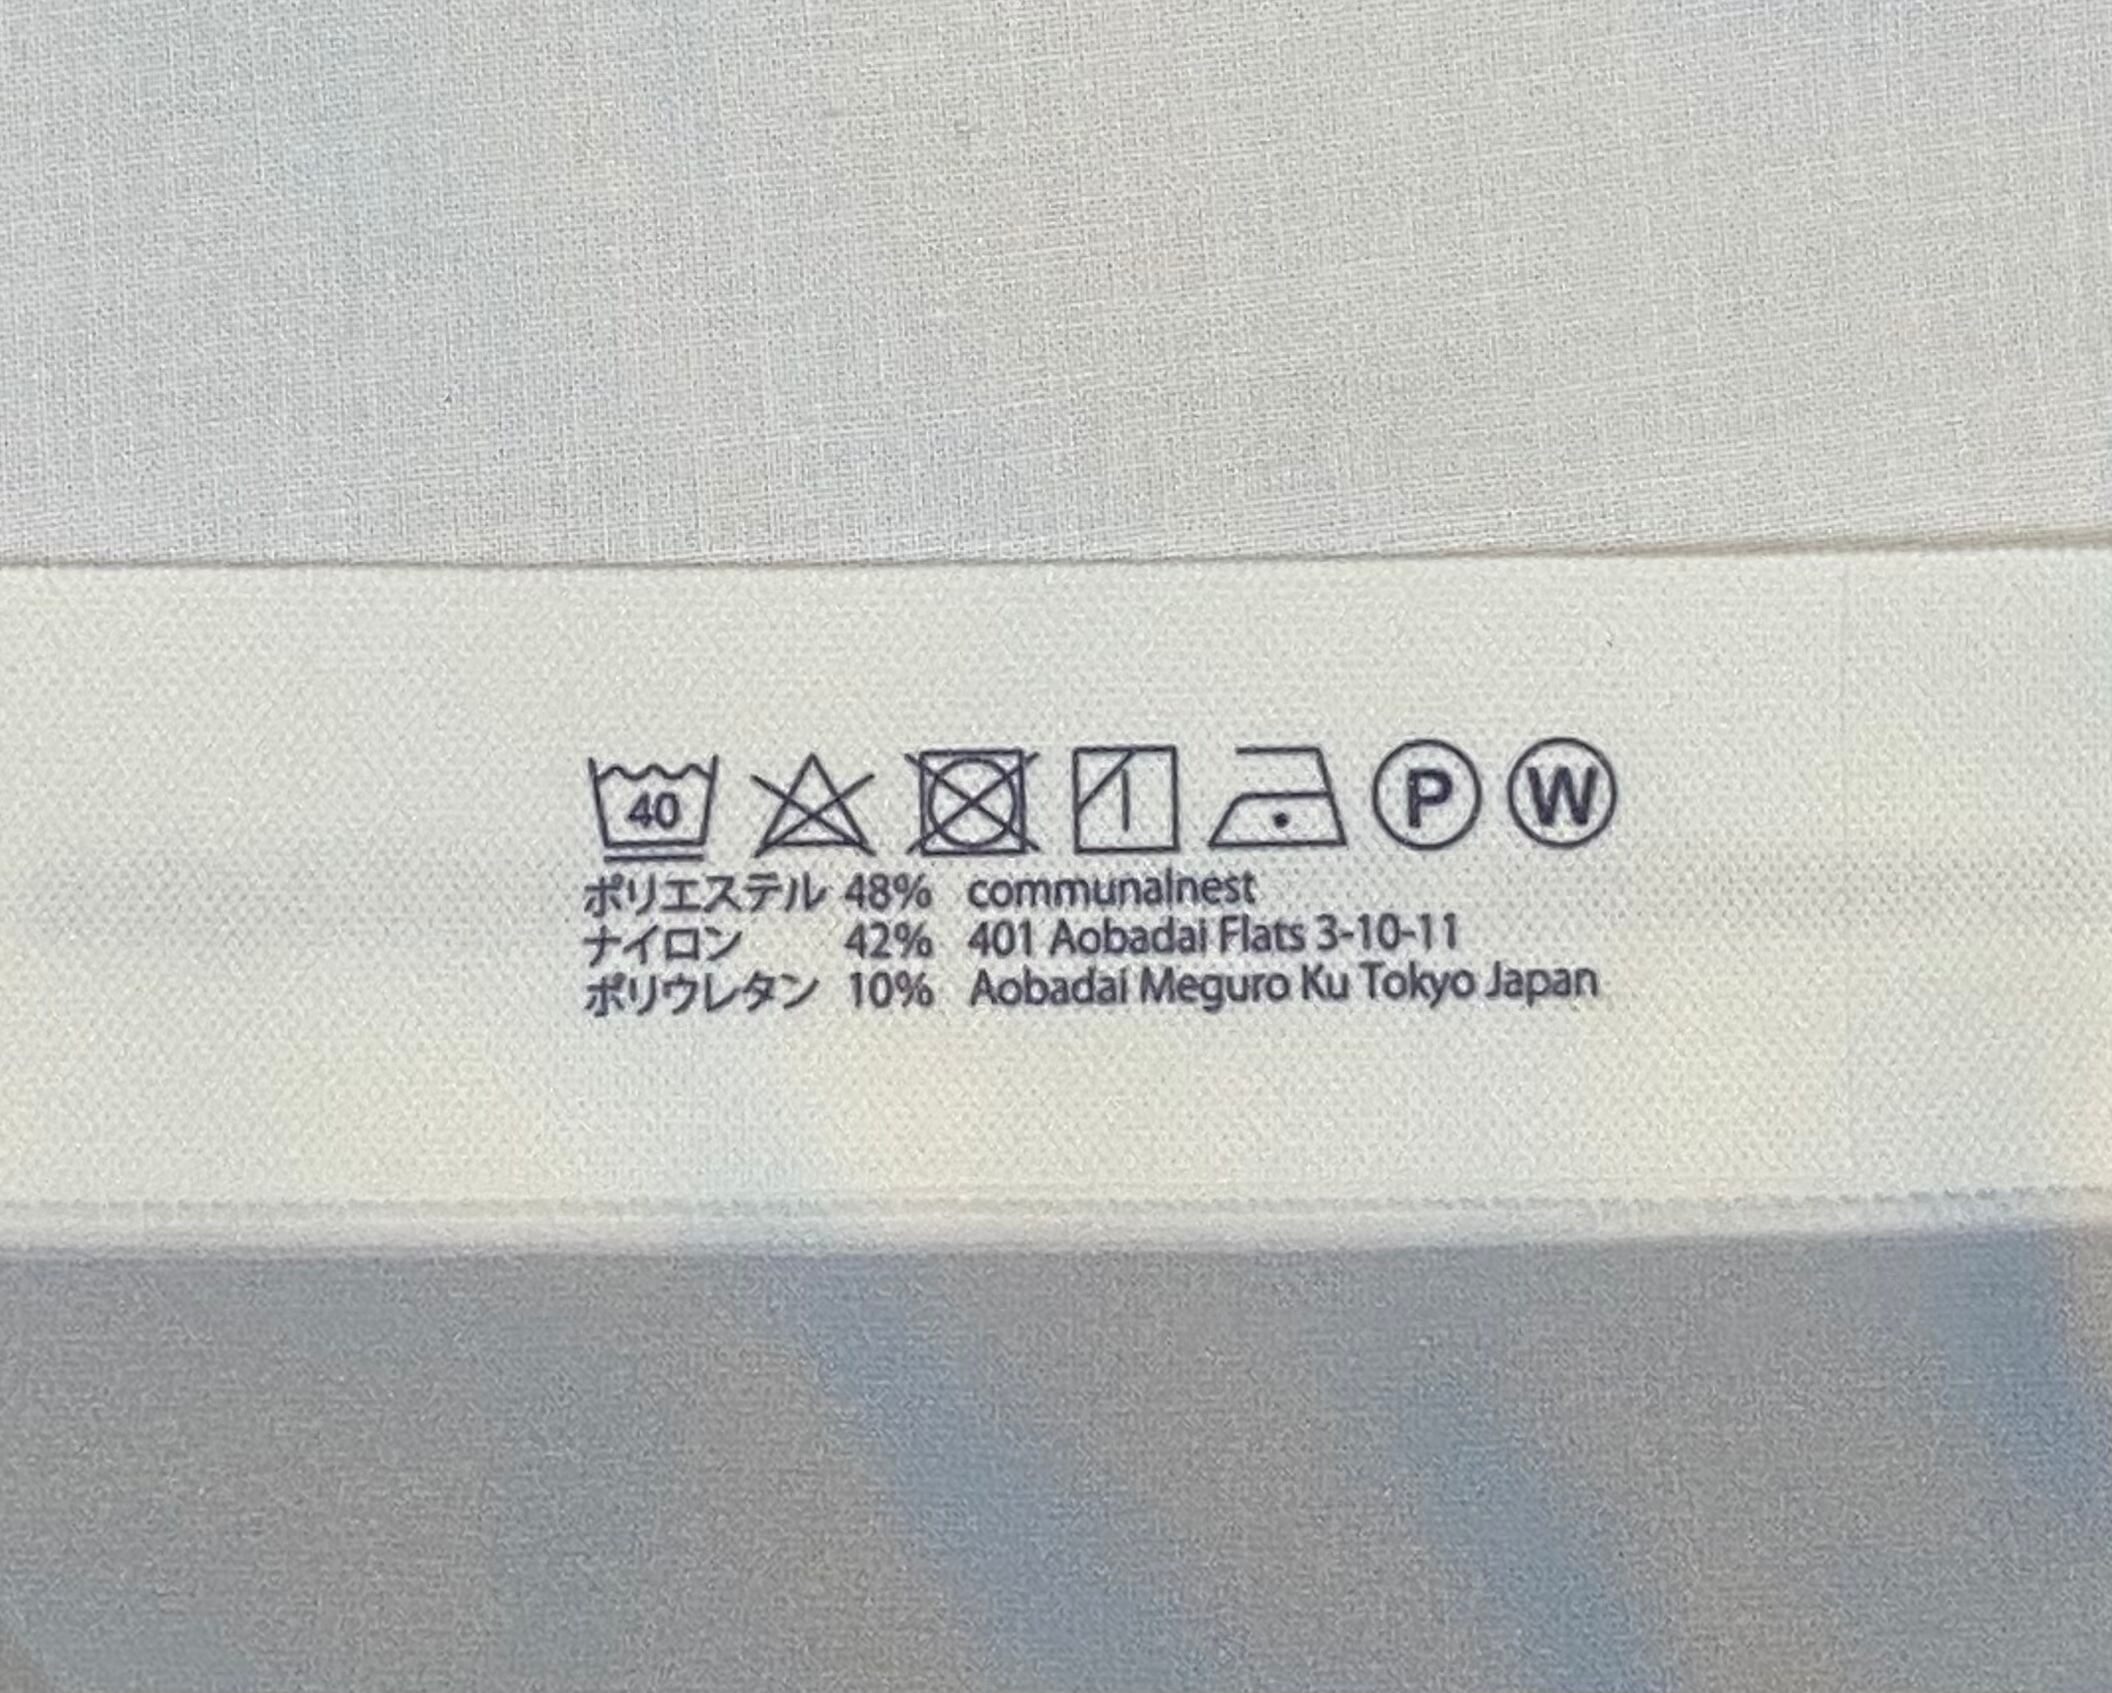 40 P W
ポリエステル 48% communalnest
ナイロン 42% 401 Aobadai Flats 3-10-11
ポリウレタン 10% Aobadai Meguro Ku Tokyo Japan